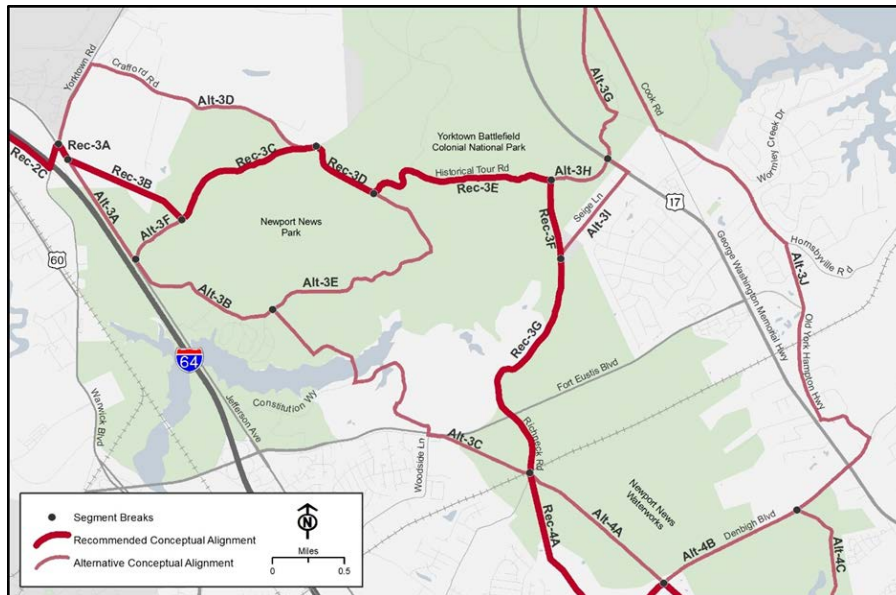 Yorktown Rd
Crafford Rd
Alt-3D
Alt-3G
Cook Rd
Wormley Creek Dr
Rec-3A
Rec-2C
Rec-3B
Rec-3C
Yorktown Battlefield
Colonial National Park
Rec-3D
Historical Tour Rd
Rec-3E
Alt-3H
Alt-3A
Alt-3F
Newport News
Park
Rec-3F
Seige Ln
Alt-3I
17
60
Alt-3B
Alt-3E
George Washington Memorial Hwy
Hornsbyville Rd
Alt-3J
Old York Hampton Hwy
64
Rec-3G
Fort Eustis Blvd
Constitution Wy
Warwick Blvd
Jefferson Ave
Woodside Ln
Alt-3C
Richneck Rd
Newport News
Waterworks
Rec-4A
Alt-4A
Alt-4B
Denbigh Blvd
Alt-4C
Segment Breaks
Recommended Conceptual Alignment
Alternative Conceptual Alignment
N
Miles
0 0.5